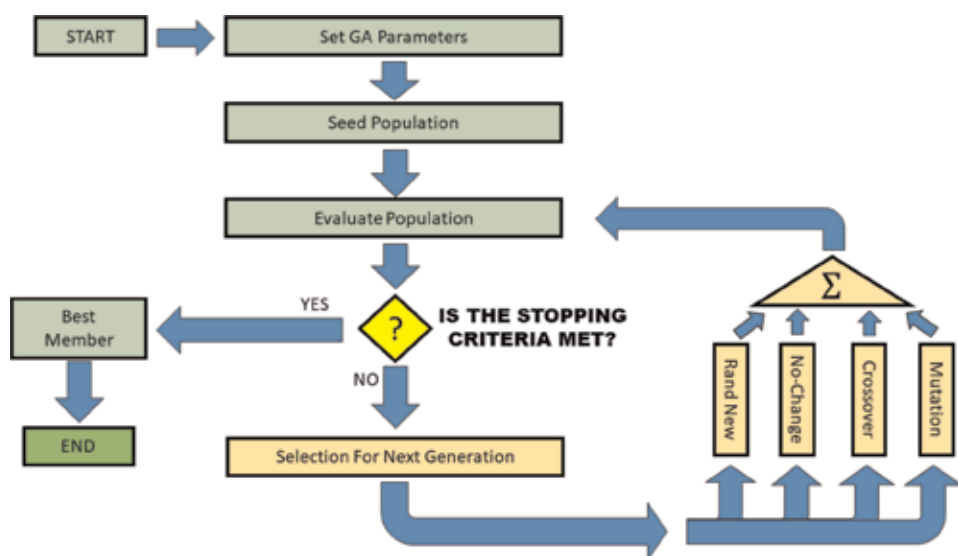 START
Set GA Parameters
Seed Population
Evaluate Population
YES
?
IS THE STOPPING
CRITERIA MET?
Best
Member
NO
END
Selection For Next Generation
Σ
Rand New
No-Change
Crossover
Mutation